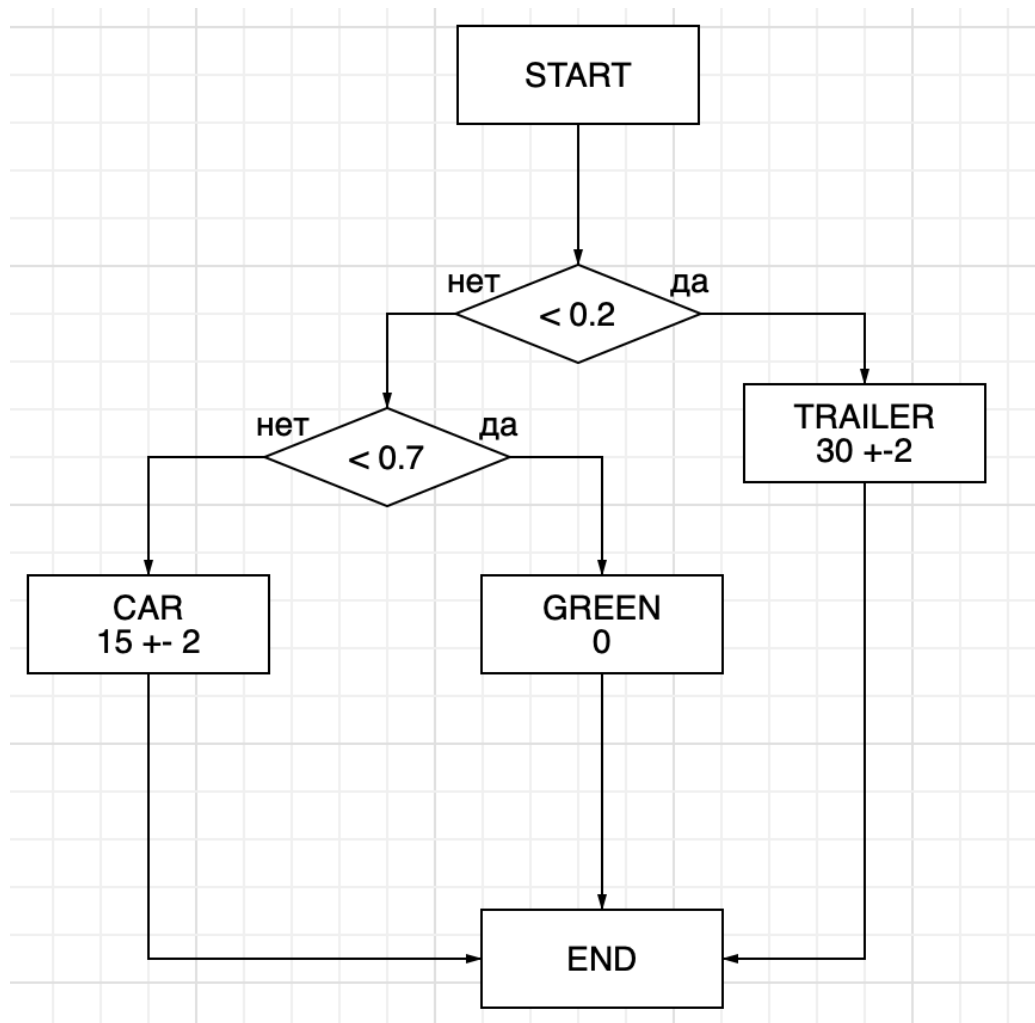 START
нет
да
< 0.2
нет
да
< 0.7
TRAILER
30 +-2
CAR
15 +- 2
GREEN
0
END